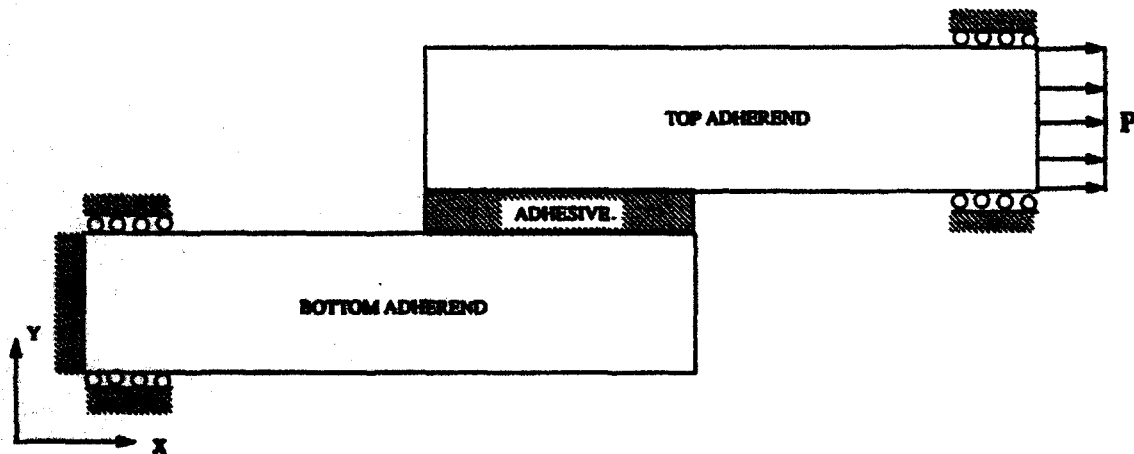 TOP ADHEREND
P
ADHESIVE.
BOTTOM ADHEREND
Y
X